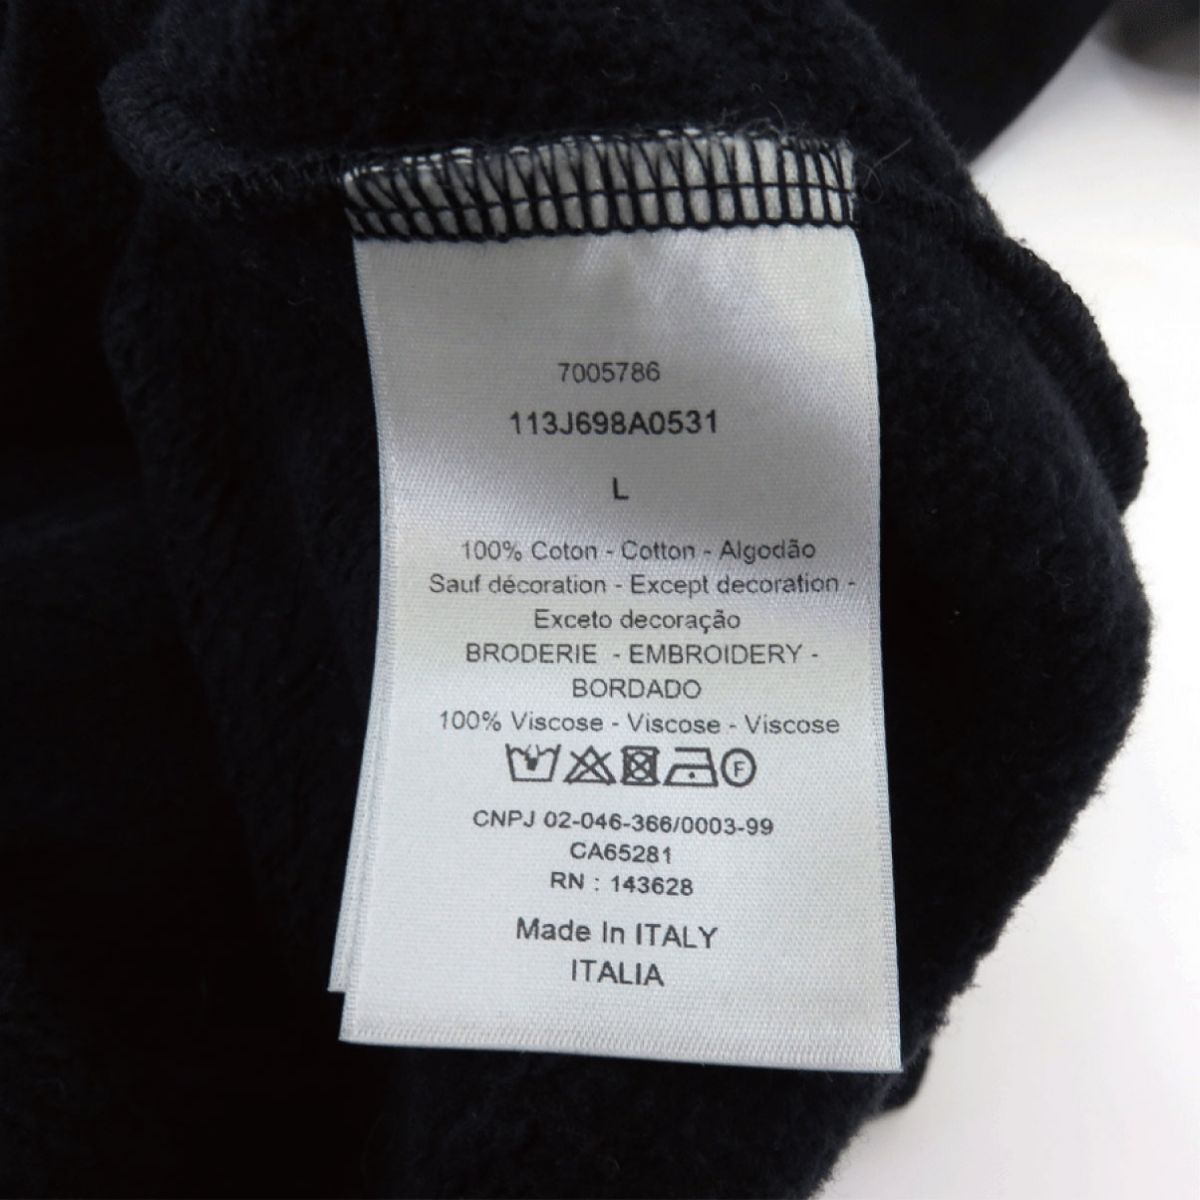 7005786
113J698A0531
L
100% Coton - Cotton - Algodão
Sauf décoration - Except decoration -
Exceto decoração
BRODERIE - EMBROIDERY -
BORDADO
100% Viscose - Viscose - Viscose
F
CNPJ 02-046-366/0003-99
CA65281
RN : 143628
Made In ITALY
ITALIA